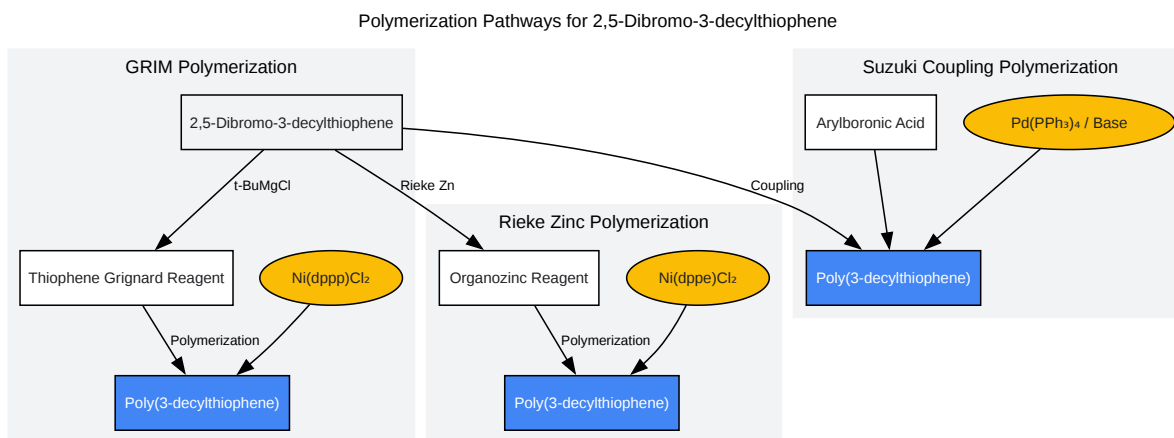 Polymerization Pathways for 2,5-Dibromo-3-decylthiophene
GRIM Polymerization
2,5-Dibromo-3-decylthiophene
t-BuMgCl
Rieke Zn
Thiophene Grignard Reagent
Ni(dppp)Cl₂
Polymerization
Poly(3-decylthiophene)
Rieke Zinc Polymerization
Organozinc Reagent
Ni(dppe)Cl₂
Polymerization
Poly(3-decylthiophene)
Suzuki Coupling Polymerization
Arylboronic Acid
Pd(PPh₃)₄ / Base
Coupling
Poly(3-decylthiophene)